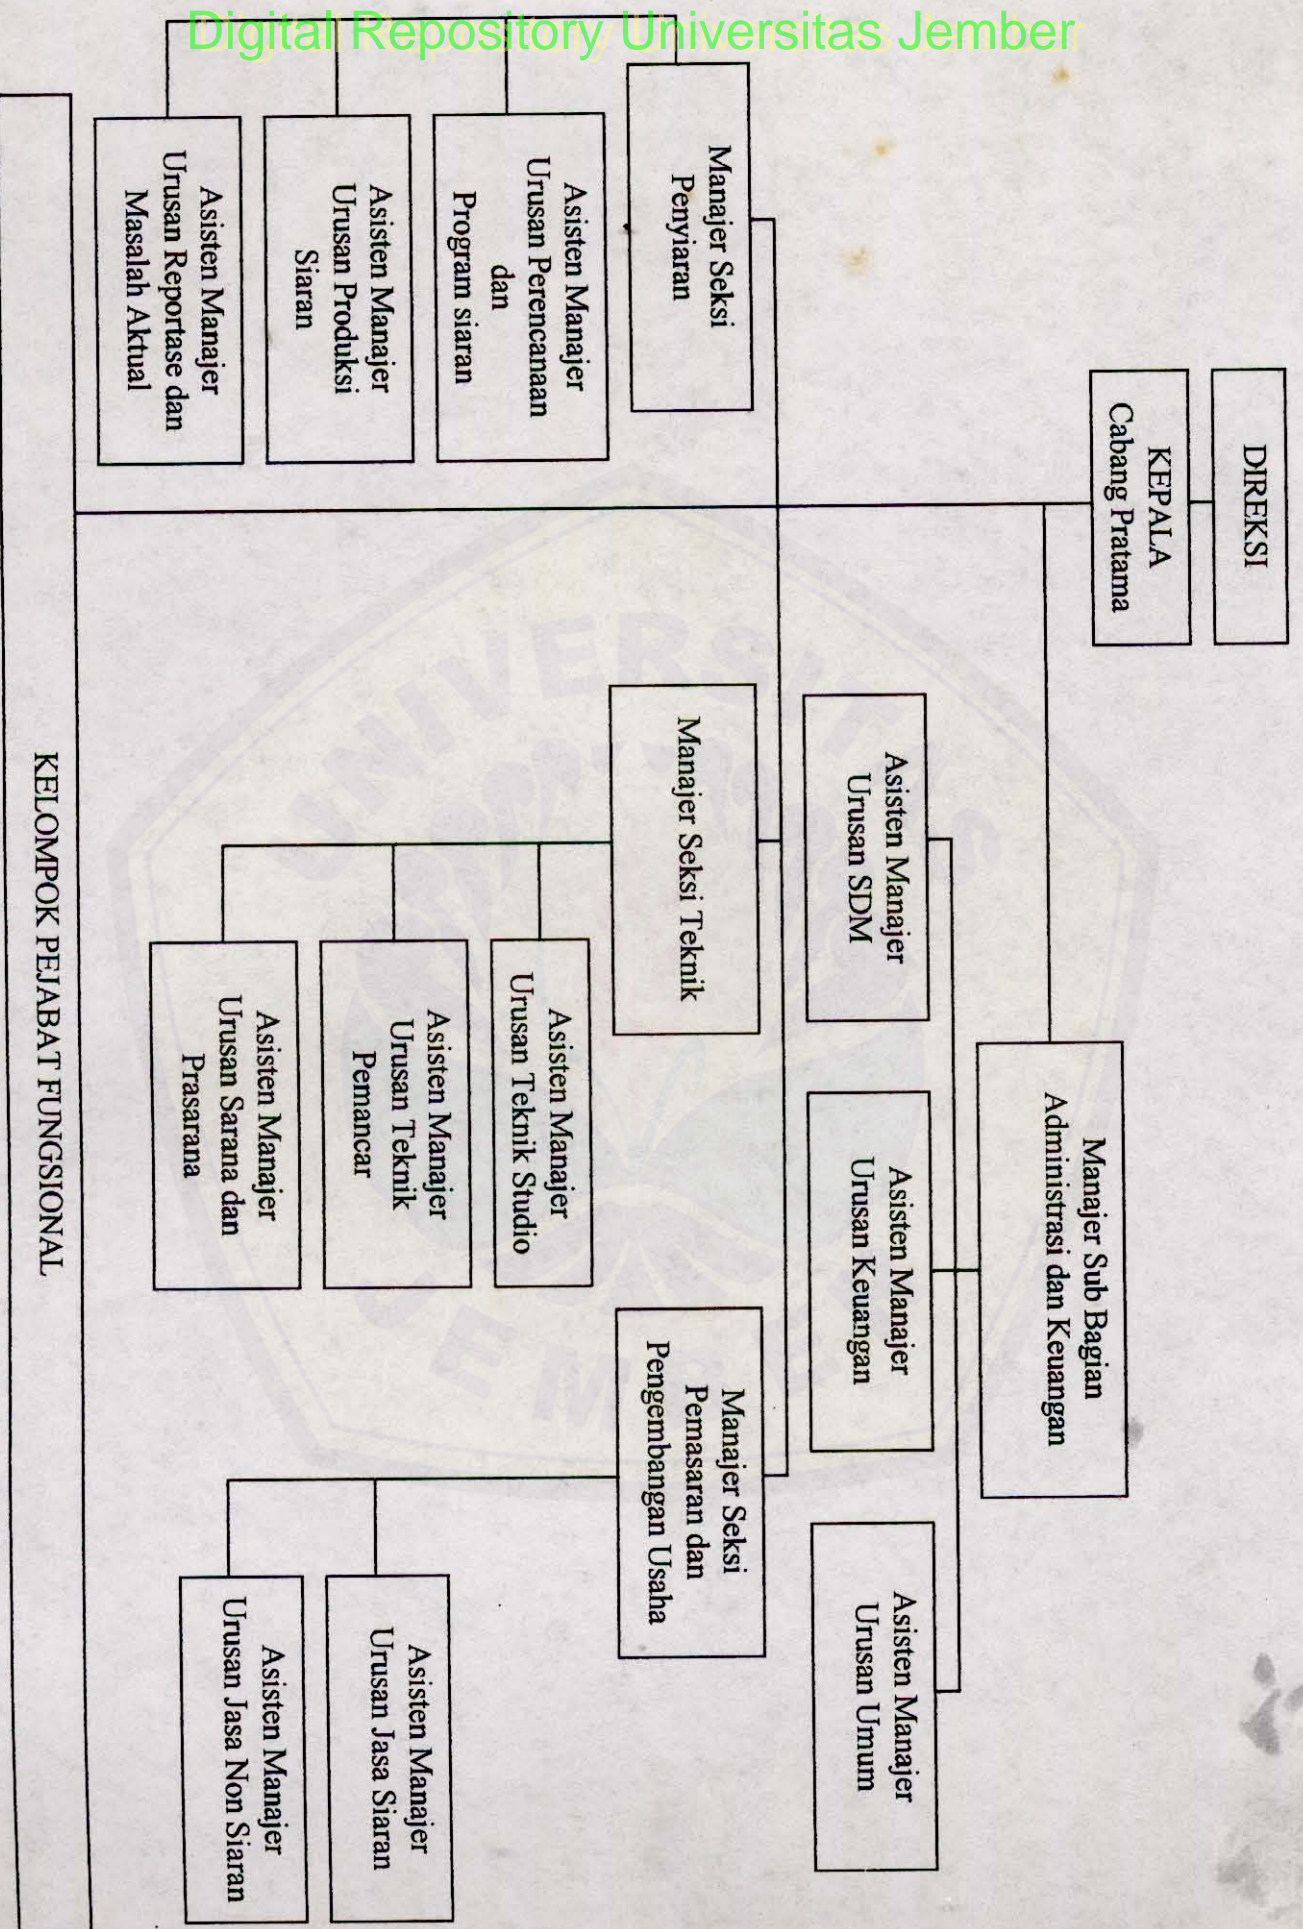 Digital Repository Universitas Jember
DIREKSI
KEPALA
Cabang Pratama
Manajer Sub Bagian
Administrasi dan Keuangan
Asisten Manajer
Urusan SDM
Asisten Manajer
Urusan Keuangan
Asisten Manajer
Urusan Umum
Manajer Seksi
Penyiaran
Manajer Seksi Teknik
Manajer Seksi
Pemasaran dan
Pengembangan Usaha
Asisten Manajer
Urusan Perencanaan
dan
Program siaran
Asisten Manajer
Urusan Produksi
Siaran
Asisten Manajer
Urusan Reportase dan
Masalah Aktual
Asisten Manajer
Urusan Teknik Studio
Asisten Manajer
Urusan Teknik
Pemancar
Asisten Manajer
Urusan Sarana dan
Prasarana
Asisten Manajer
Urusan Jasa Siaran
Asisten Manajer
Urusan Jasa Non Siaran
KELOMPOK PEJABAT FUNGSIONAL
UNIVERSITAS
JEMBER